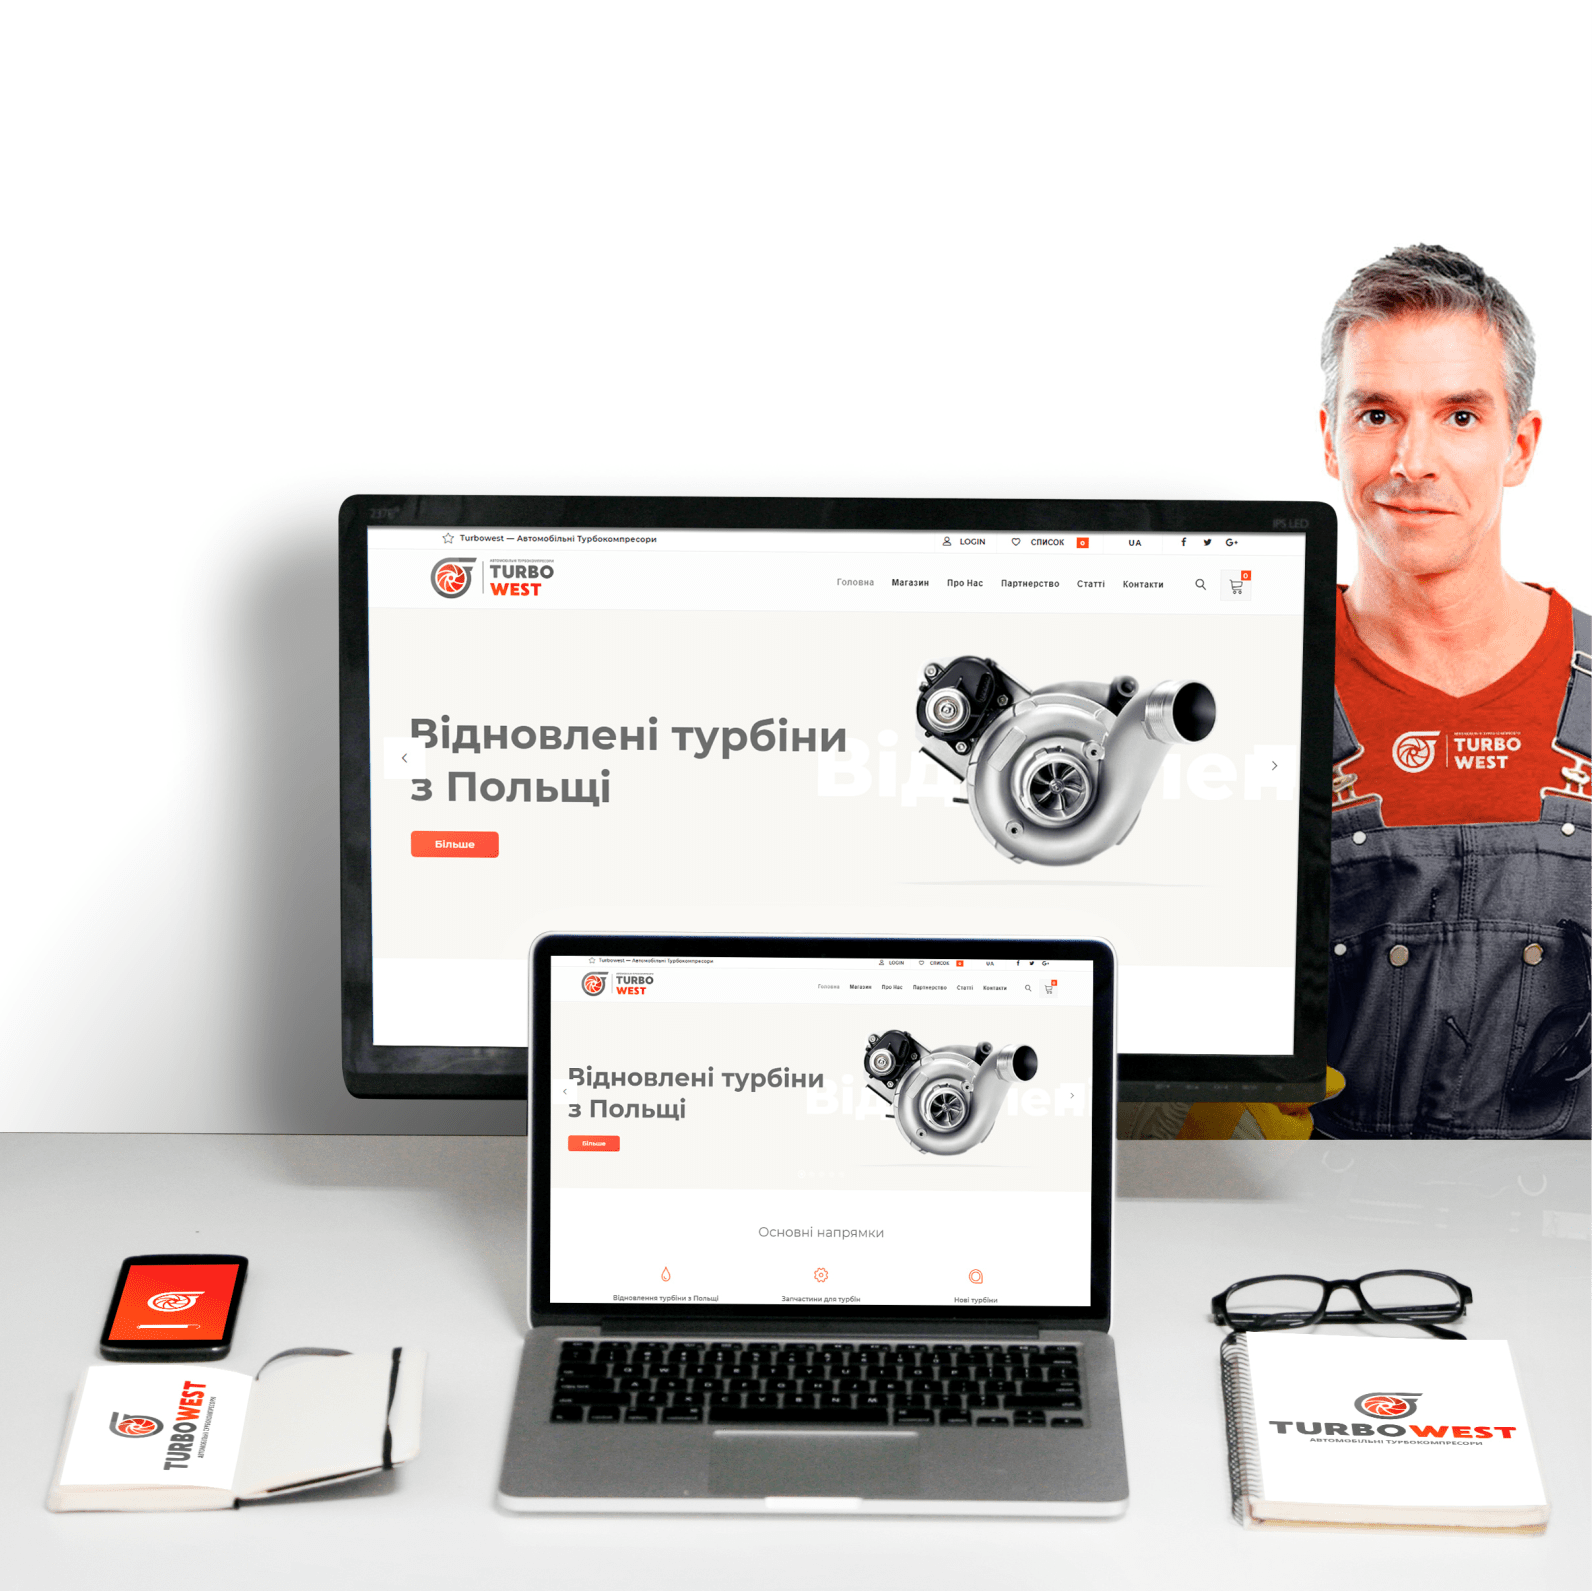 IPS LED
Turbowest — Автомобільні Турбокомпресори
LOGIN
СПИСОК
0
UA
f
G+
TURBO
WEST
Головна
Магазин
Про Нас
Партнерство
Статті
Контакти
0
Відновлені турбіни
з Польщі
Більше
TURBO
WEST
Turbowest — Автомобільні Турбокомпресори
LOGIN
СПИСОК
UA
f
G+
TURBO
WEST
Головна
Магазин
Про Нас
Партнерство
Статті
Контакти
Відновлені турбіни
з Польщі
Більше
Основні напрямки
Відновлення турбіни з Польщі
Запчастини для турбін
Нові турбіни
TURBOWEST
АВТОМОБІЛЬНІ ТУРБОКОМПРЕСОРИ
TURBOWEST
АВТОМОБІЛЬНІ ТУРБОКОМПРЕСОРИ